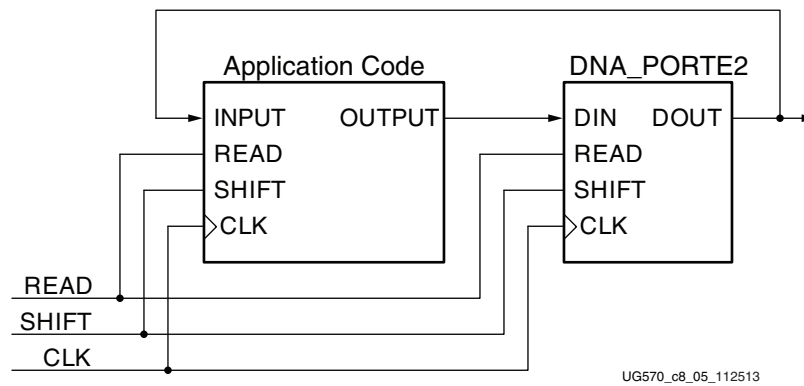 Application Code
DNA_PORTE2
INPUT
OUTPUT
READ
SHIFT
CLK
DIN
DOUT
READ
SHIFT
CLK
READ
SHIFT
CLK
UG570_c8_05_112513